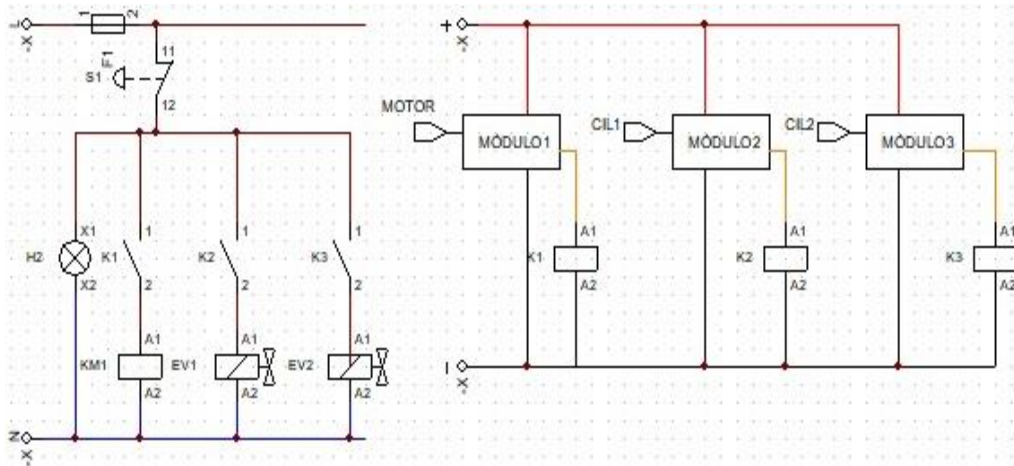 L
-X
1 2
F1
S1
11
12
H2
X1
X2
K1
1
2
K2
1
2
K3
1
2
KM1
A1
A2
EV1
A1
A2
EV2
A1
A2
N
-X
+
-X
MOTOR
MÓDULO1
CIL1
MÓDULO2
CIL2
MÓDULO3
K1
A1
A2
K2
A1
A2
K3
A1
A2
-X